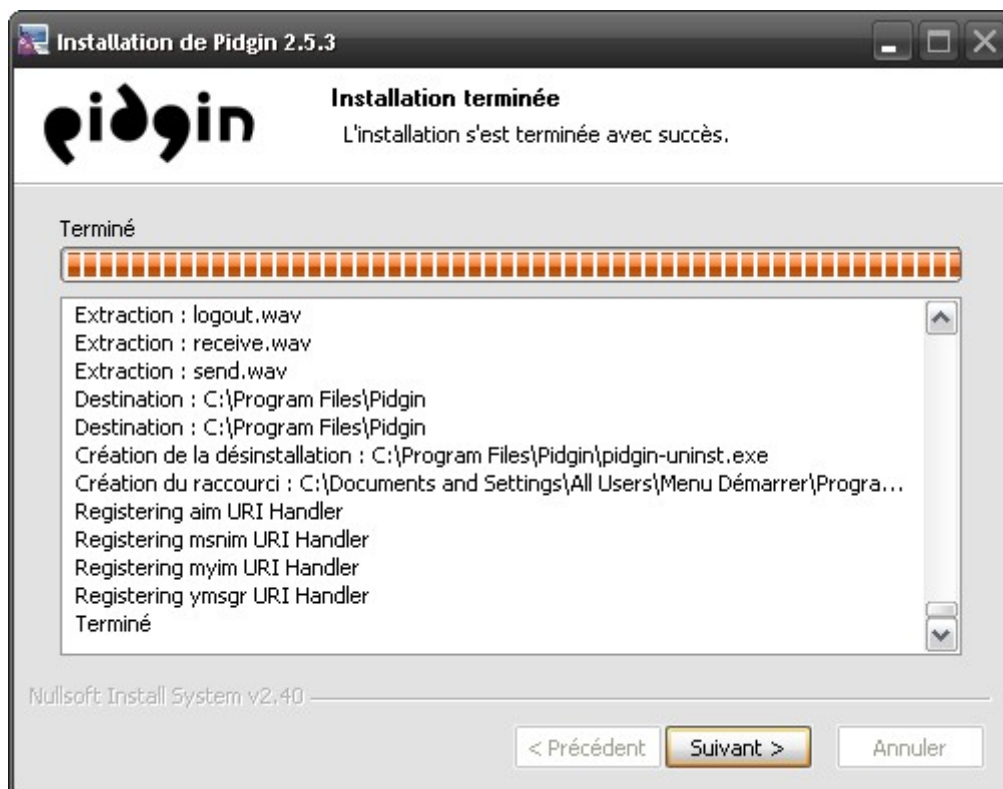 Installation de Pidgin 2.5.3
pidgin
Installation terminée
L'installation s'est terminée avec succès.
Terminé
Extraction : logout.wav
Extraction : receive.wav
Extraction : send.wav
Destination : C:\Program Files\Pidgin
Destination : C:\Program Files\Pidgin
Création de la désinstallation : C:\Program Files\Pidgin\pidgin-uninst.exe
Création du raccourci : C:\Documents and Settings\All Users\Menu Démarrer\Progra...
Registering aim URI Handler
Registering msnim URI Handler
Registering myim URI Handler
Registering ymsgr URI Handler
Terminé
Nullsoft Install System v2.40
< Précédent
Suivant >
Annuler